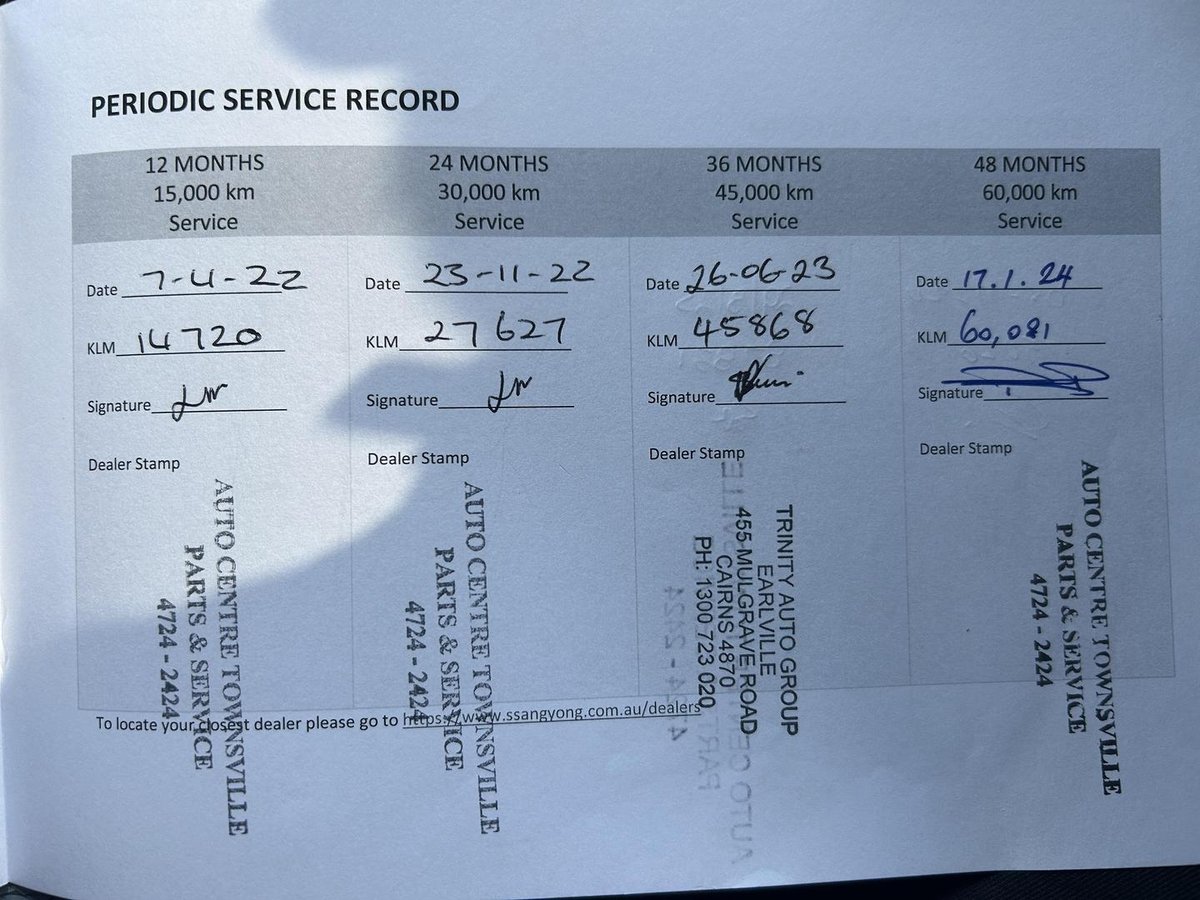 PERIODIC SERVICE RECORD
12 MONTHS
15,000 km
Service
Date 7-4-22
KLM 14720
Signature
Dealer Stamp
AUTO CENTRE TOWNSVILLE
PARTS & SERVICE
4724 - 2424
24 MONTHS
30,000 km
Service
Date 23-11-22
KLM 27627
Signature
Dealer Stamp
AUTO CENTRE TOWNSVILLE
PARTS & SERVICE
4724 - 2424
36 MONTHS
45,000 km
Service
Date 26-06-23
KLM 45868
Signature
Dealer Stamp
TRINITY AUTO GROUP
EARLVILLE
455 MULGRAVE ROAD
CAIRNS 4870
PH: 1300 723 020
48 MONTHS
60,000 km
Service
Date 17.1.24
KLM 60,081
Signature
Dealer Stamp
AUTO CENTRE TOWNSVILLE
PARTS & SERVICE
4724 - 2424
To locate your closest dealer please go to https://www.ssangyong.com.au/dealers